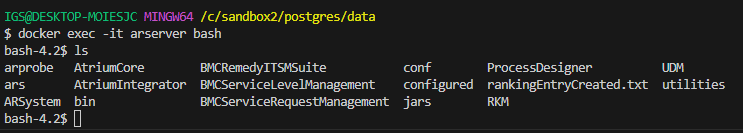 IGS@DESKTOP-MOIESJC MINGW64 /c/sandbox2/postgres/data
$ docker exec -it arserver bash
bash-4.2$ ls
arprobe   AtriumCore        BMCRemedyITSMSuite            conf        ProcessDesigner          UDM
ars       AtriumIntegrator  BMCServiceLevelManagement     configured  rankingEntryCreated.txt  utilities
ARSystem  bin               BMCServiceRequestManagement   jars        RKM
bash-4.2$